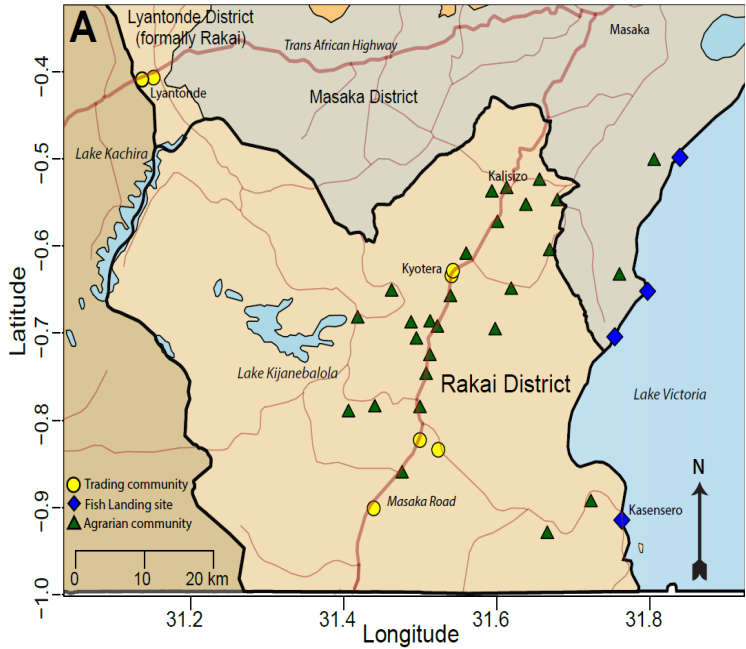 A
Lyantonde District
(formally Rakai)
Trans African Highway
Masaka
Lyantonde
Masaka District
Lake Kachira
Kalisizo
Kyotera
Lake Kijanebalola
Rakai District
Lake Victoria
Trading community
Fish Landing site
Agrarian community
Masaka Road
Kasensero
N
0 10 20 km
−0.4
−0.5
−0.6
−0.7
−0.8
−0.9
−1.0
Latitude
31.2 31.4 31.6 31.8
Longitude